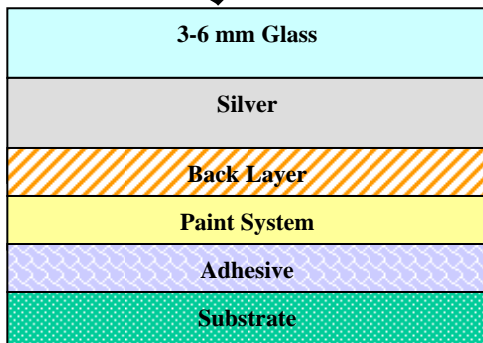 3-6 mm Glass
Silver
Back Layer
Paint System
Adhesive
Substrate